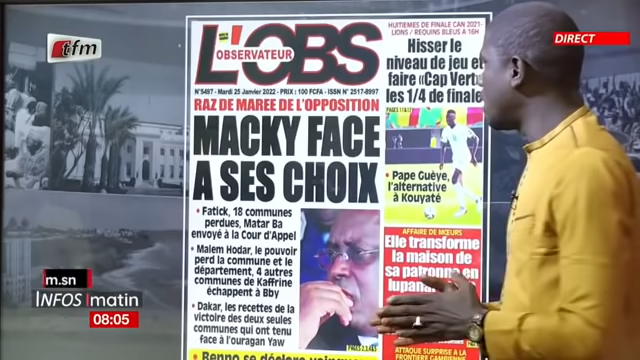 tfm
DIRECT
L'OBS
OBSERVATEUR
N°5497 - Mardi 25 Janvier 2022 - PRIX : 100 FCFA - ISSN N° 2517-8997
RAZ DE MAREE DE L'OPPOSITION
MACKY FACE
A SES CHOIX
• Fatick, 18 communes
perdues, Matar Ba
envoyé à la Cour d'Appel
• Malem Hodar, le pouvoir
perd la commune et le
département, 4 autres
communes de Kaffrine
échappent à Bby
• Dakar, les recettes de la
victoire des deux seules
communes qui ont tenu
face à l'ouragan Yaw
HUITIEMES DE FINALE CAN 2021-
LIONS / REQUINS BLEUS A 16H
Hisser le
niveau de jeu et
faire «Cap Vert»
les 1/4 de finale
• Pape Guèye,
l'alternative
à Kouyaté
AFFAIRE DE MŒURS
Elle transforme
la maison de
sa patronne en
ATTAQUE SURPRISE A LA
FRONTIERE GAMBIENNE
m.sn
INFOS matin
08:05